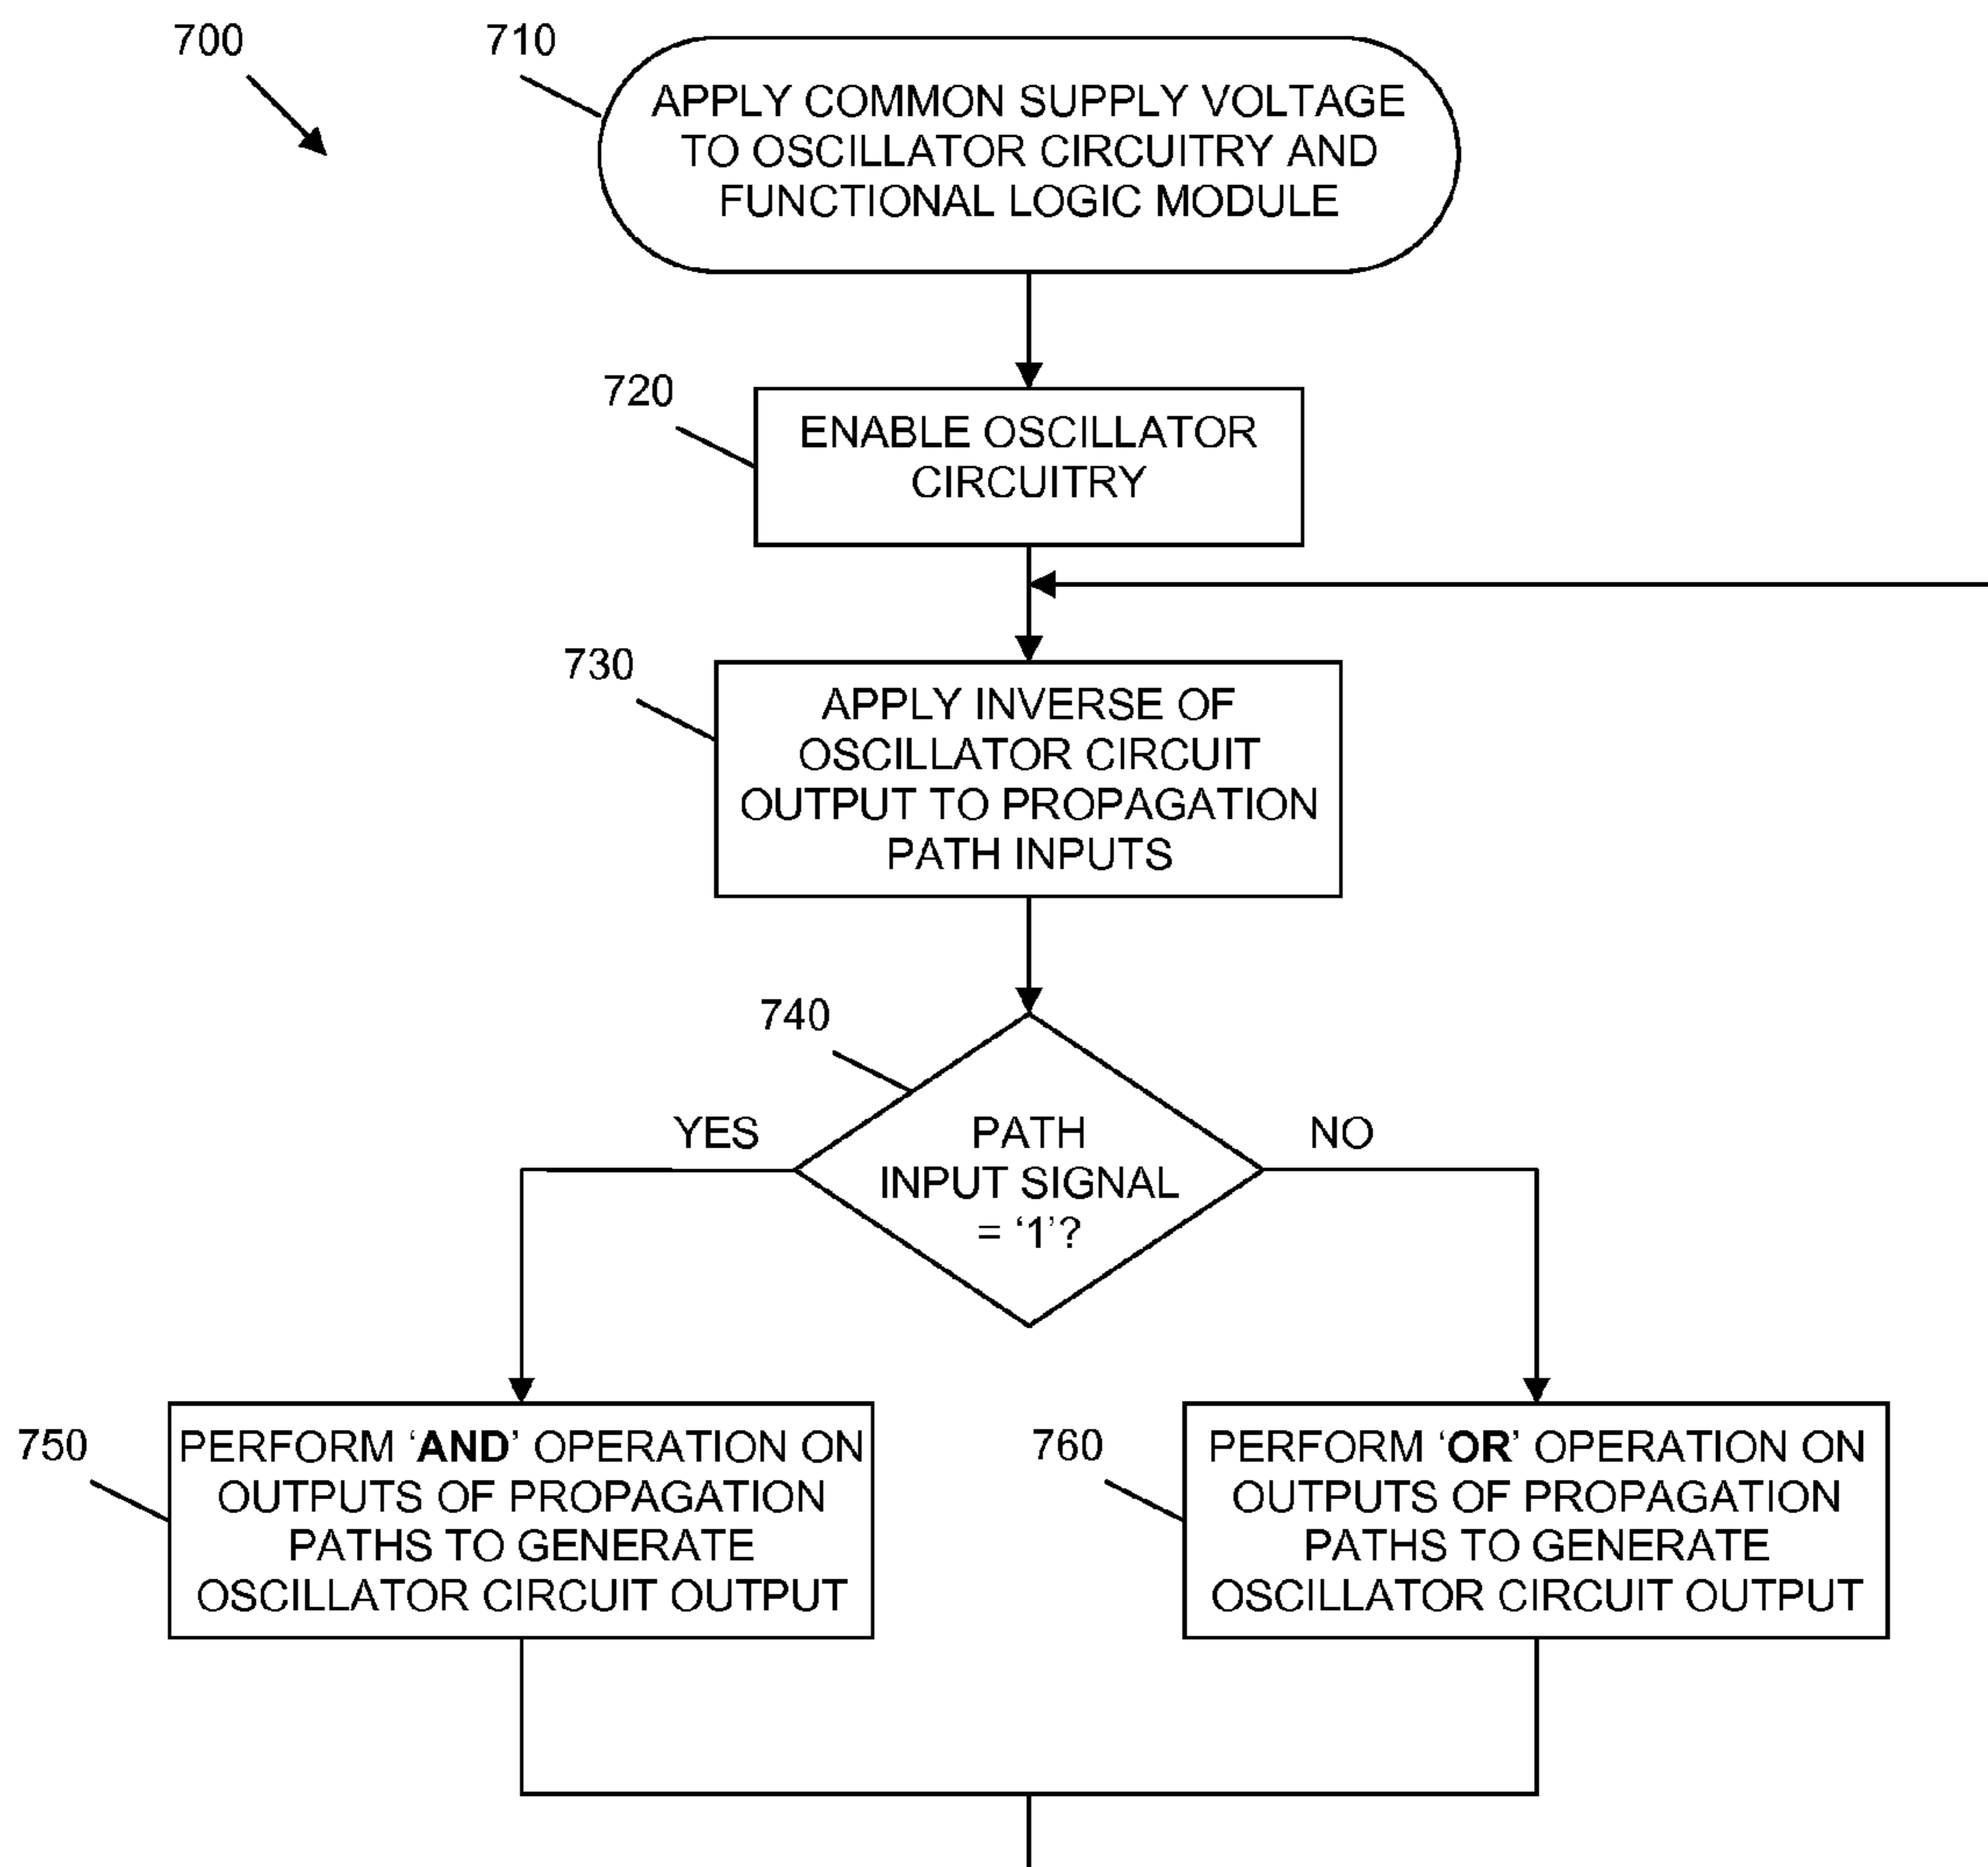 700
710
APPLY COMMON SUPPLY VOLTAGE
TO OSCILLATOR CIRCUITRY AND
FUNCTIONAL LOGIC MODULE
720
ENABLE OSCILLATOR
CIRCUITRY
730
APPLY INVERSE OF
OSCILLATOR CIRCUIT
OUTPUT TO PROPAGATION
PATH INPUTS
740
YES
PATH
INPUT SIGNAL
= ‘1’?
NO
750
PERFORM ‘AND’ OPERATION ON
OUTPUTS OF PROPAGATION
PATHS TO GENERATE
OSCILLATOR CIRCUIT OUTPUT
760
PERFORM ‘OR’ OPERATION ON
OUTPUTS OF PROPAGATION
PATHS TO GENERATE
OSCILLATOR CIRCUIT OUTPUT